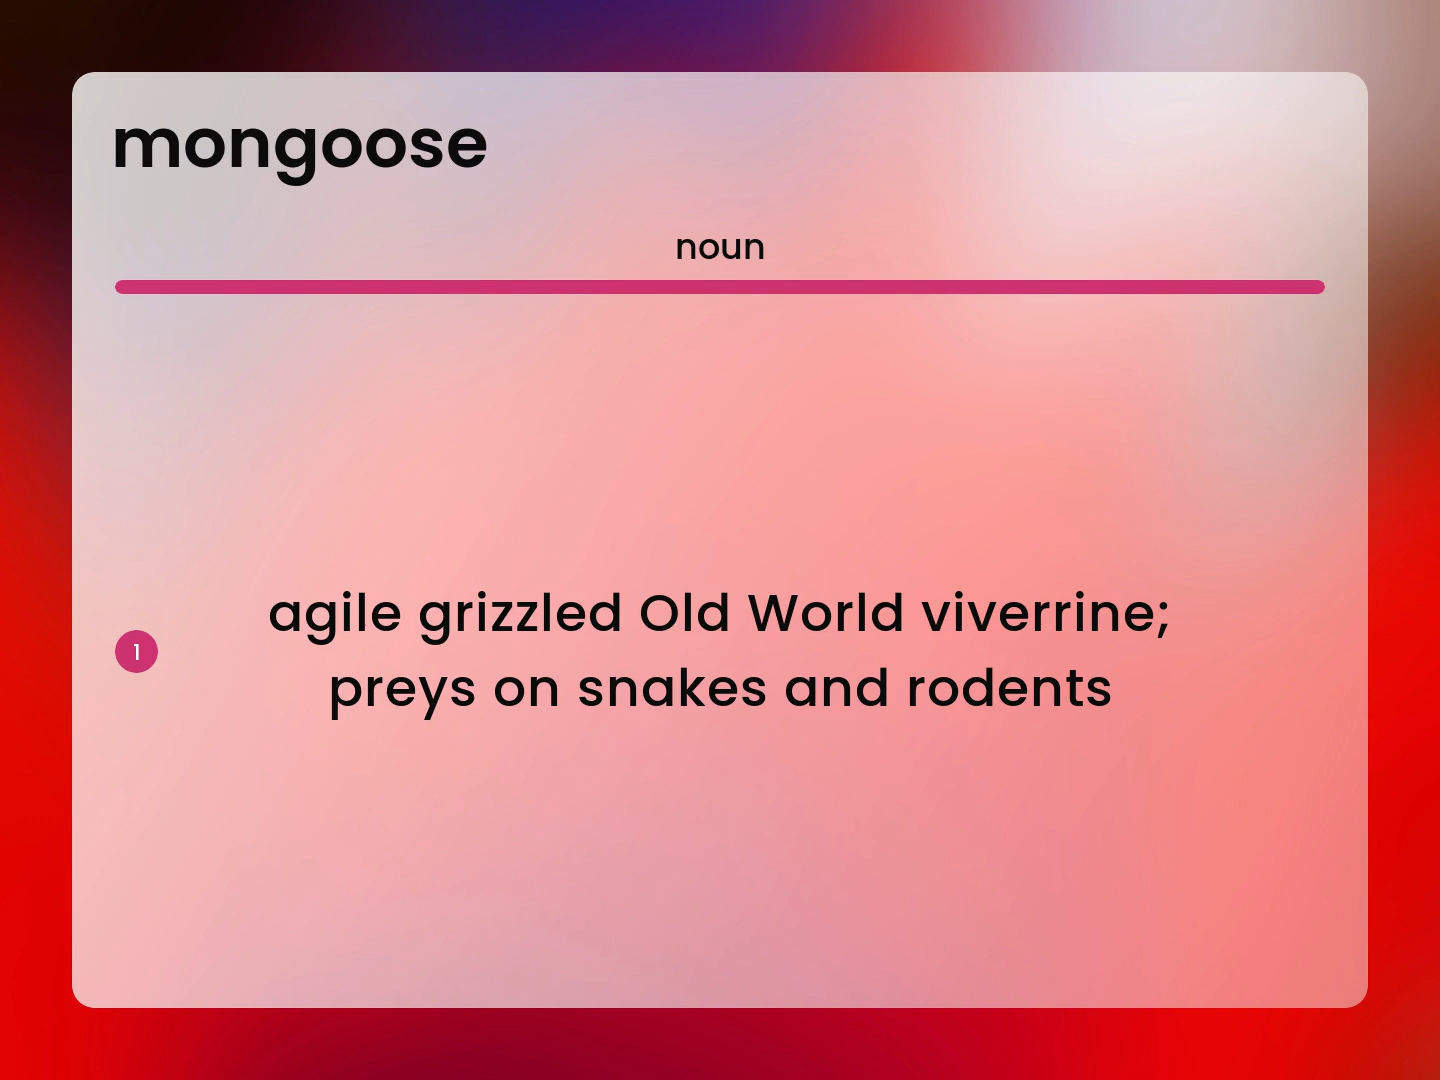 mongoose
noun
1
agile grizzled Old World viverrine;
preys on snakes and rodents